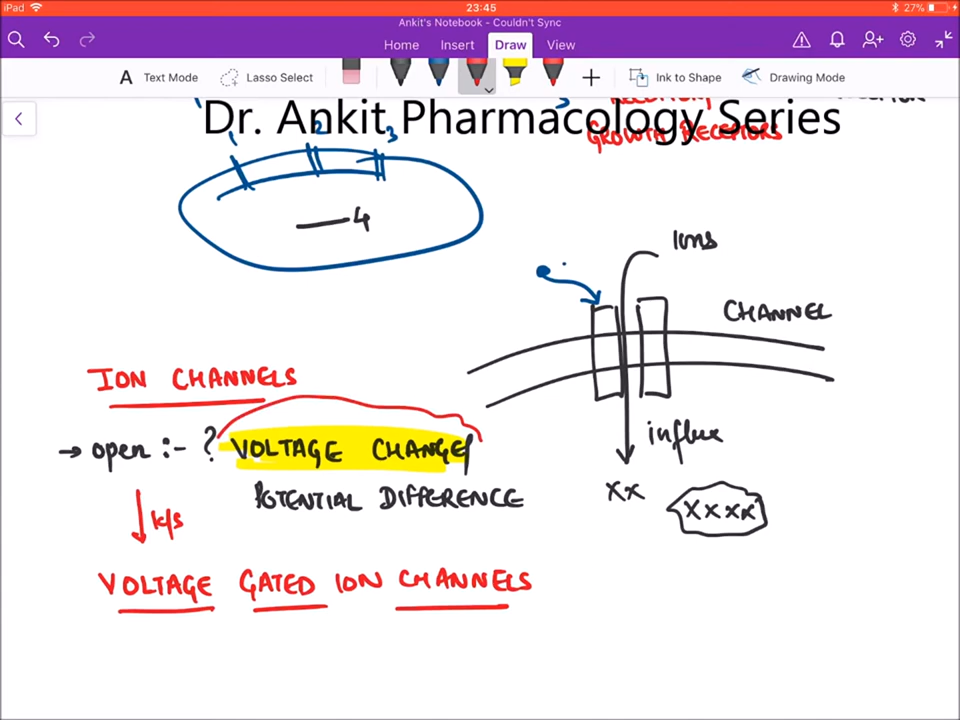 iPad 23:45 27%
Ankit's Notebook - Couldn't Sync
Home Insert Draw View
A Text Mode Lasso Select Ink to Shape Drawing Mode
Dr. Ankit Pharmacology Series
GROWTH RECEPTORS
1 2 3
4
Ions
CHANNEL
ION CHANNELS
→ open :- ? VOLTAGE CHANGE
influx
POTENTIAL DIFFERENCE
xx
xxxx
k/s
VOLTAGE GATED ION CHANNELS